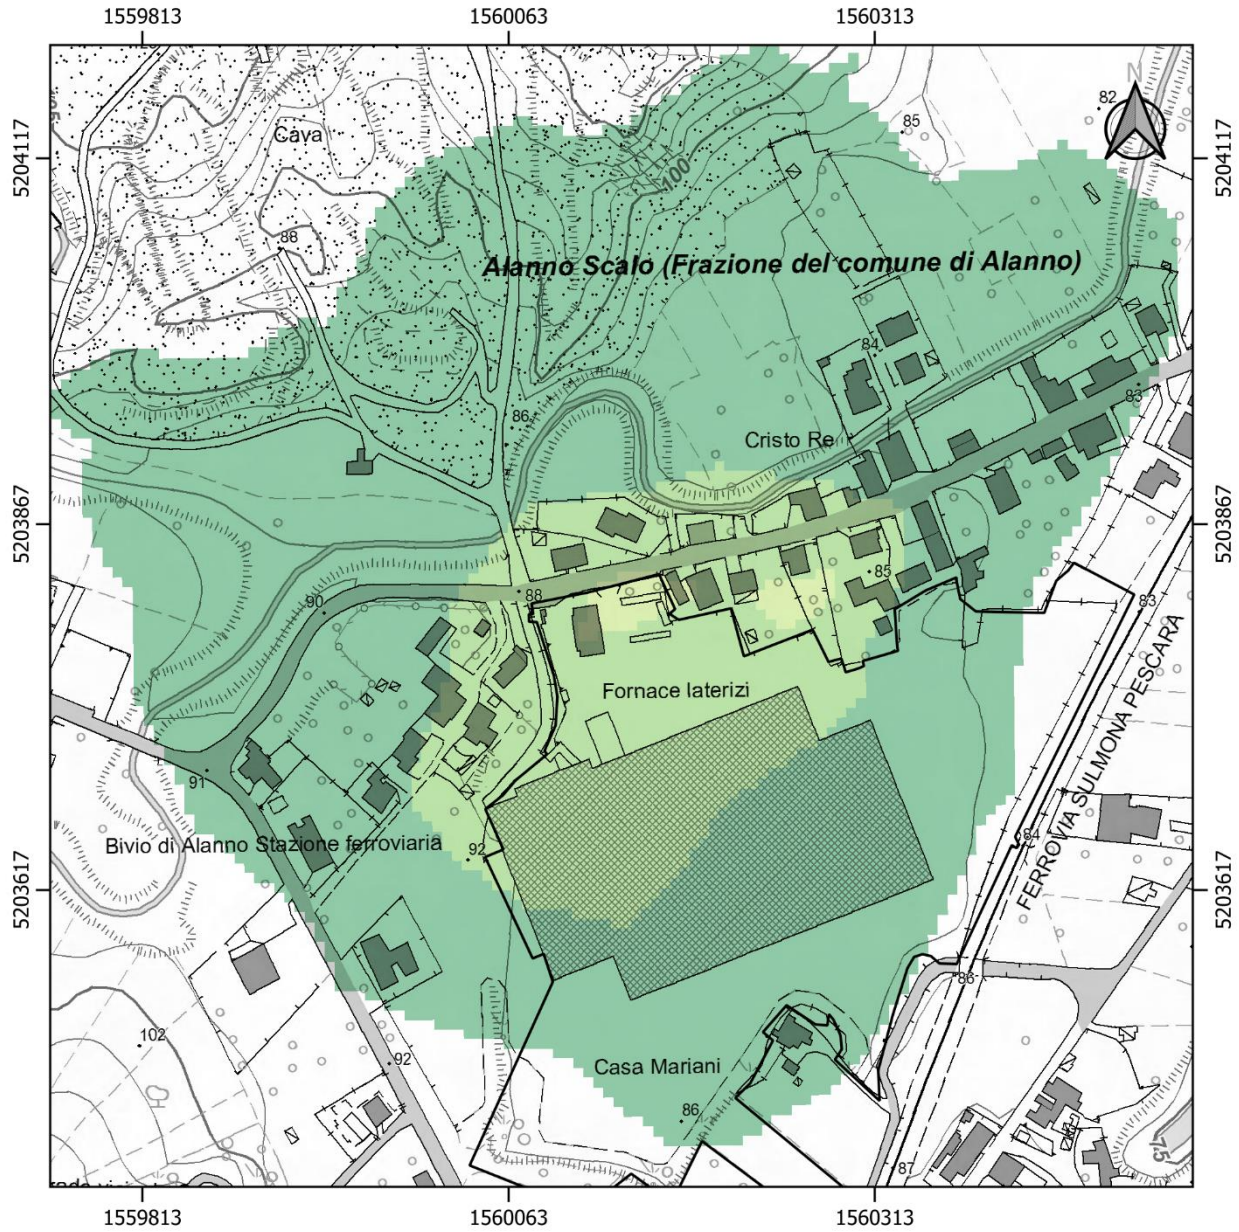 1559813 1560063 1560313
N
82
85
5204117
5204117
Cava
100
88
Alanno Scalo (Frazione del comune di Alanno)
84
83
86
Cristo Re
5203867
5203867
85
90
88
83
Fornace laterizi
FERROVIA SULMONA PESCARA
91
84
Bivio di Alanno Stazione ferroviaria
92
5203617
5203617
86
102
92
Casa Mariani
86
87
7.5
1559813 1560063 1560313